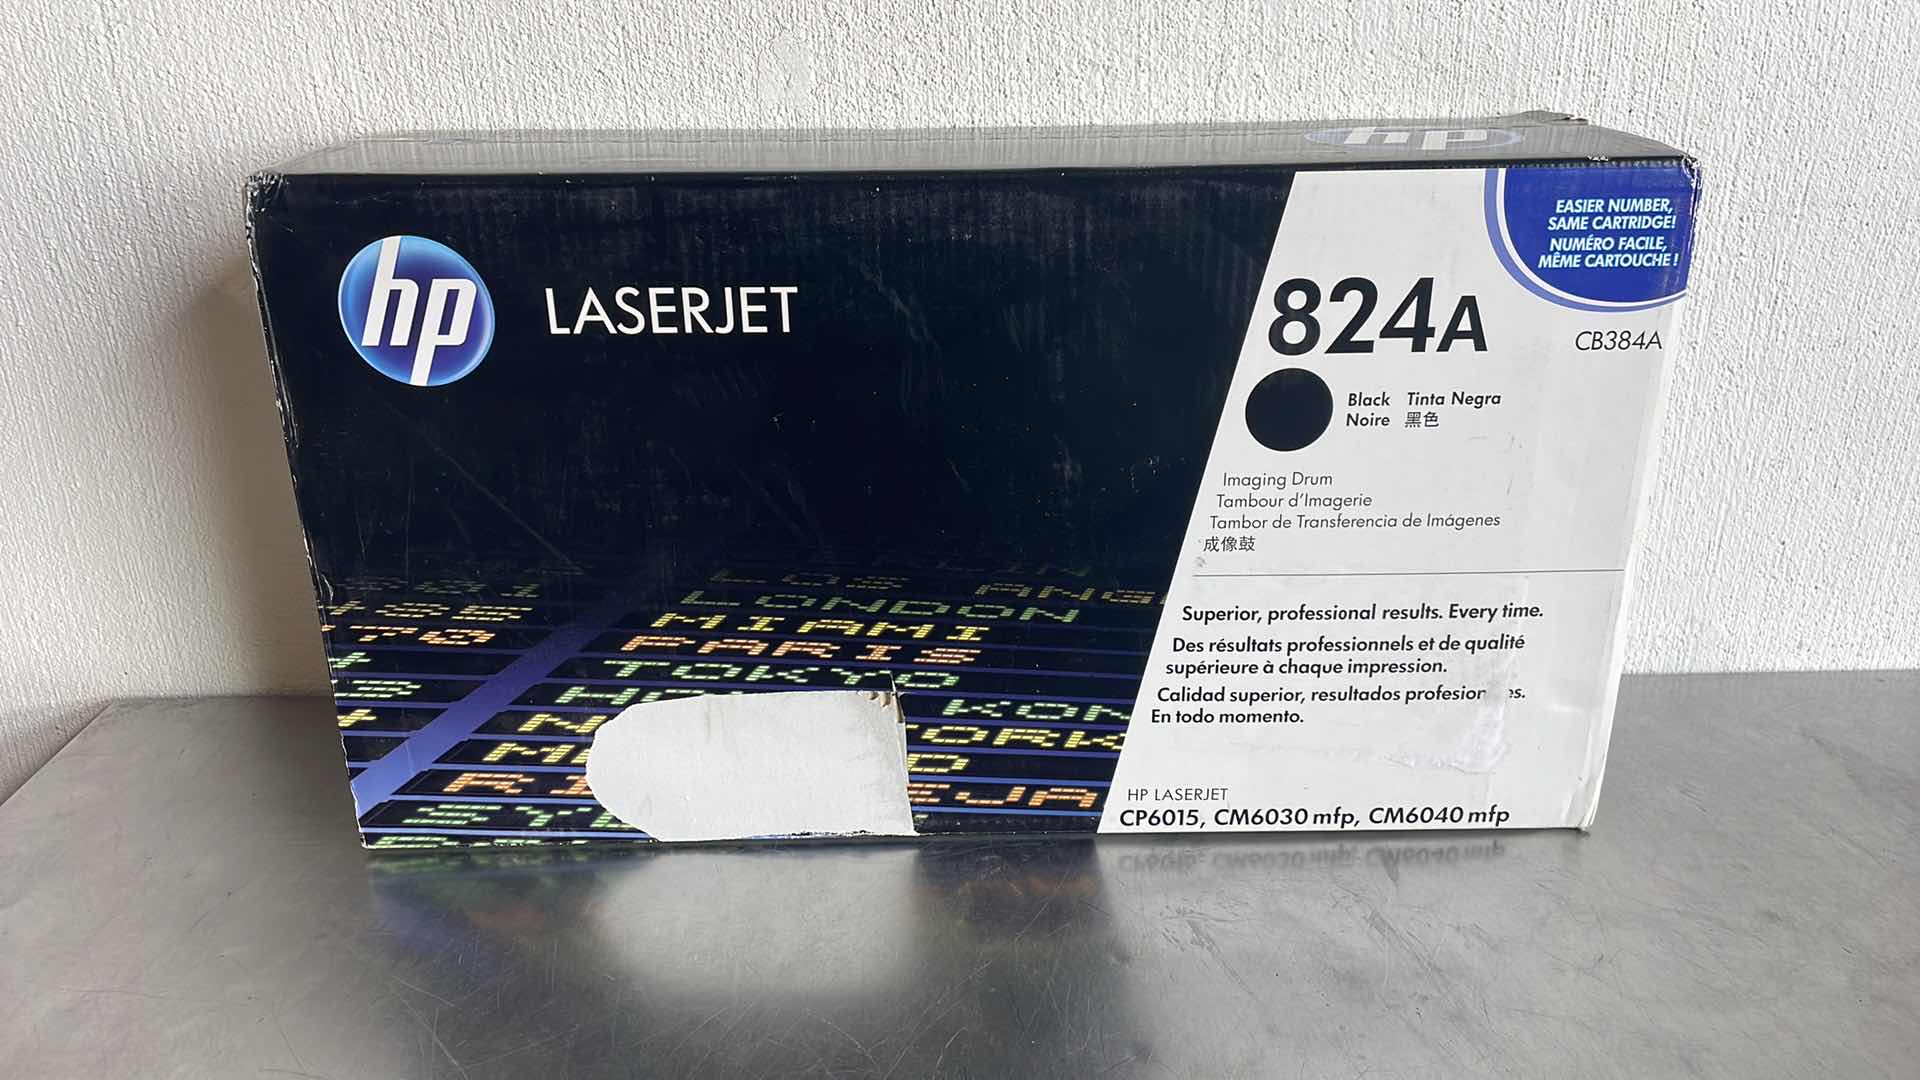 hp
hp
LASERJET
EASIER NUMBER,
SAME CARTRIDGE!
NUMÉRO FACILE,
MÊME CARTOUCHE !
824A
CB384A
Black Tinta Negra
Noire 黑色
Imaging Drum
Tambour d'Imagerie
Tambor de Transferencia de Imágenes
成像鼓
Superior, professional results. Every time.
Des résultats professionnels et de qualité
supérieure à chaque impression.
Calidad superior, resultados
En todo momento.
HP LASERJET
CP6015, CM6030 mfp, CM6040 mfp
LONDON
MIAMI
PARIS
TOKYO